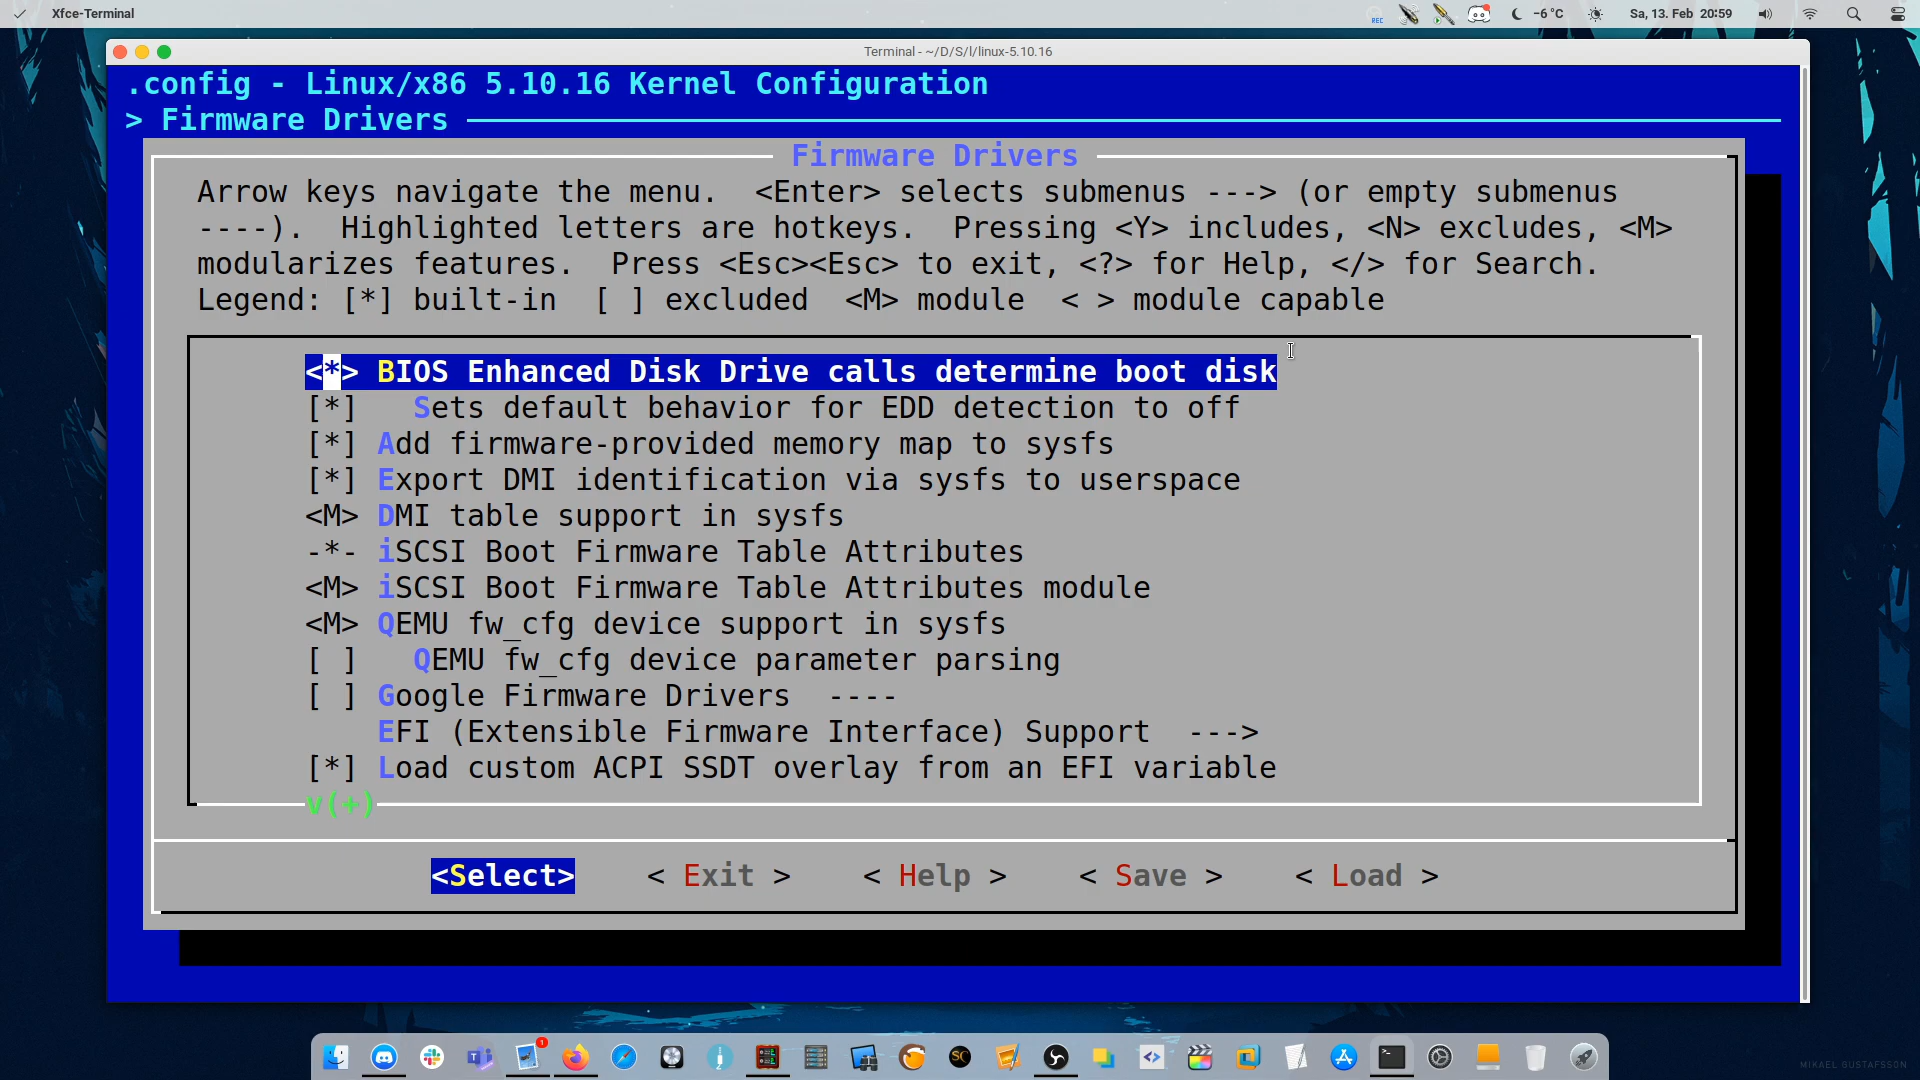 Xfce-Terminal
REC
-6 °C
Sa, 13. Feb 20:59
Terminal - ~/D/S/l/linux-5.10.16
.config - Linux/x86 5.10.16 Kernel Configuration
> Firmware Drivers
Firmware Drivers
Arrow keys navigate the menu.  <Enter> selects submenus ---> (or empty submenus
----).  Highlighted letters are hotkeys.  Pressing <Y> includes, <N> excludes, <M>
modularizes features.  Press <Esc><Esc> to exit, <?> for Help, </> for Search.
Legend: [*] built-in  [ ] excluded  <M> module  < > module capable
<*> BIOS Enhanced Disk Drive calls determine boot disk
[*]   Sets default behavior for EDD detection to off
[*] Add firmware-provided memory map to sysfs
[*] Export DMI identification via sysfs to userspace
<M> DMI table support in sysfs
-*- iSCSI Boot Firmware Table Attributes
<M> iSCSI Boot Firmware Table Attributes module
<M> QEMU fw_cfg device support in sysfs
[ ]   QEMU fw_cfg device parameter parsing
[ ] Google Firmware Drivers  ----
EFI (Extensible Firmware Interface) Support  --->
[*] Load custom ACPI SSDT overlay from an EFI variable
v(+)
<Select>    < Exit >    < Help >    < Save >    < Load >
1
SC
MIKAEL GUSTAFSSON